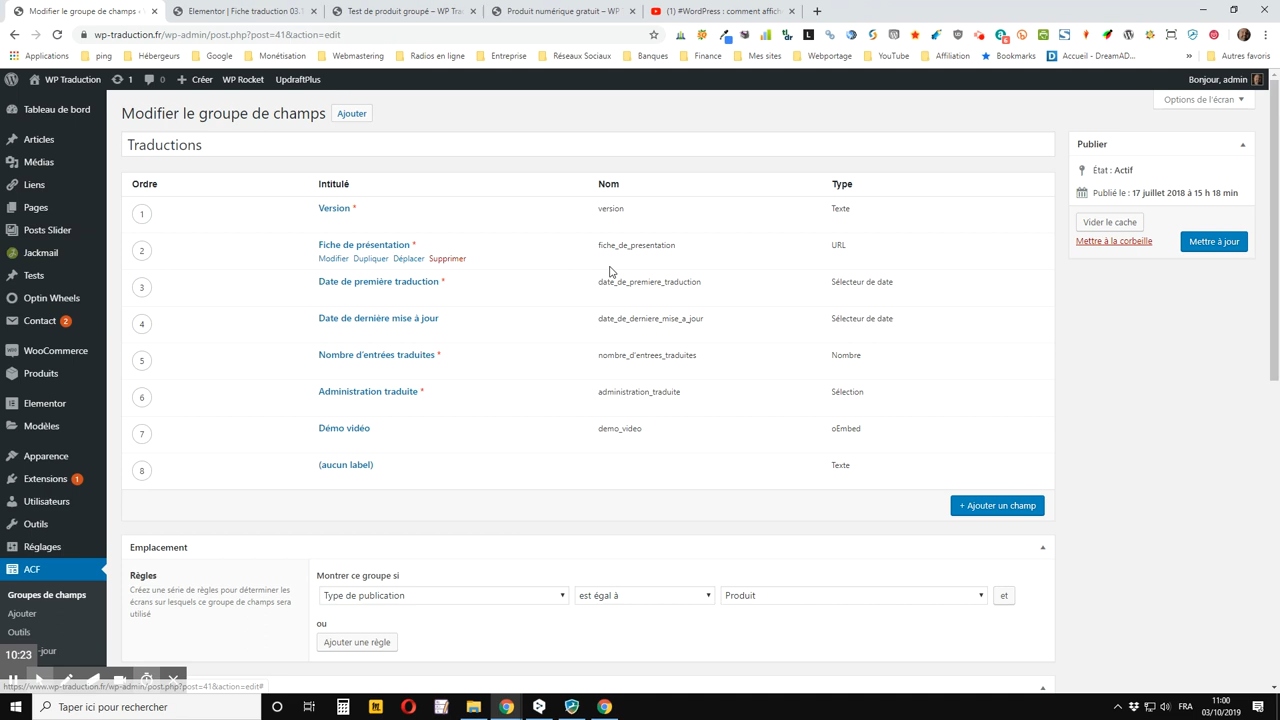 Modifier le groupe de champs ‹
Elementor | Fiche traduction 03.
Test de produit groupé – WP Tra
Produit numérique gratuit – WP
(1) #WordPress : comment affich
wp-traduction.fr/wp-admin/post.php?post=41&action=edit
Applications
ping
Hébergeurs
Google
Monétisati
Webmastering
Radios en ligne
Entreprise
Réseaux Sociaux
Banques
Finance
Mes sites
Webportage
YouTube
Affiliation
Bookmarks
Accueil - DreamAD...
»
Autres favoris
WP Traduction
1
0
Créer
WP Rocket
UpdraftPlus
Bonjour, admin
Tableau de bord
Articles
Médias
Liens
Pages
Posts Slider
Jackmail
Tests
Optin Wheels
Contact 2
WooCommerce
Produits
Elementor
Modèles
Apparence
Extensions 1
Utilisateurs
Outils
Réglages
ACF
Groupes de champs
Ajouter
Outils
-jour
10:23
Options de l'écran
Modifier le groupe de champs
Ajouter
Traductions
Ordre Intitulé Nom Type
1 Version * version Texte
2 Fiche de présentation * fiche_de_presentation URL
Modifier Dupliquer Déplacer Supprimer
3 Date de première traduction * date_de_premiere_traduction Sélecteur de date
4 Date de dernière mise à jour date_de_derniere_mise_a_jour Sélecteur de date
5 Nombre d'entrées traduites * nombre_d'entrees_traduites Nombre
6 Administration traduite * administration_traduite Sélection
7 Démo vidéo demo_video oEmbed
8 (aucun label) Texte
+ Ajouter un champ
Emplacement
Règles
Créez une série de règles pour déterminer les
écrans sur lesquels ce groupe de champs sera
utilisé
Montrer ce groupe si
Type de publication est égal à Produit et
ou
Ajouter une règle
Publier
État : Actif
Publié le : 17 juillet 2018 à 15 h 18 min
Vider le cache
Mettre à la corbeille
Mettre à jour
https://www.wp-traduction.fr/wp-admin/post.php?post=41&action=edit#
Taper ici pour rechercher
FRA
11:00
03/10/2019